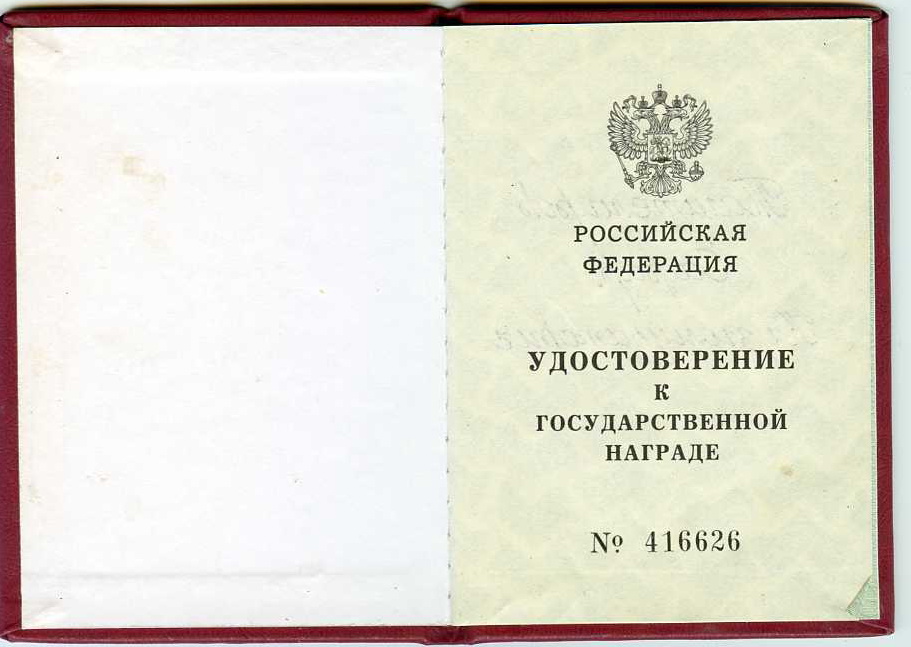 РОССИЙСКАЯ
ФЕДЕРАЦИЯ
УДОСТОВЕРЕНИЕ
К
ГОСУДАРСТВЕННОЙ
НАГРАДЕ
№ 416626